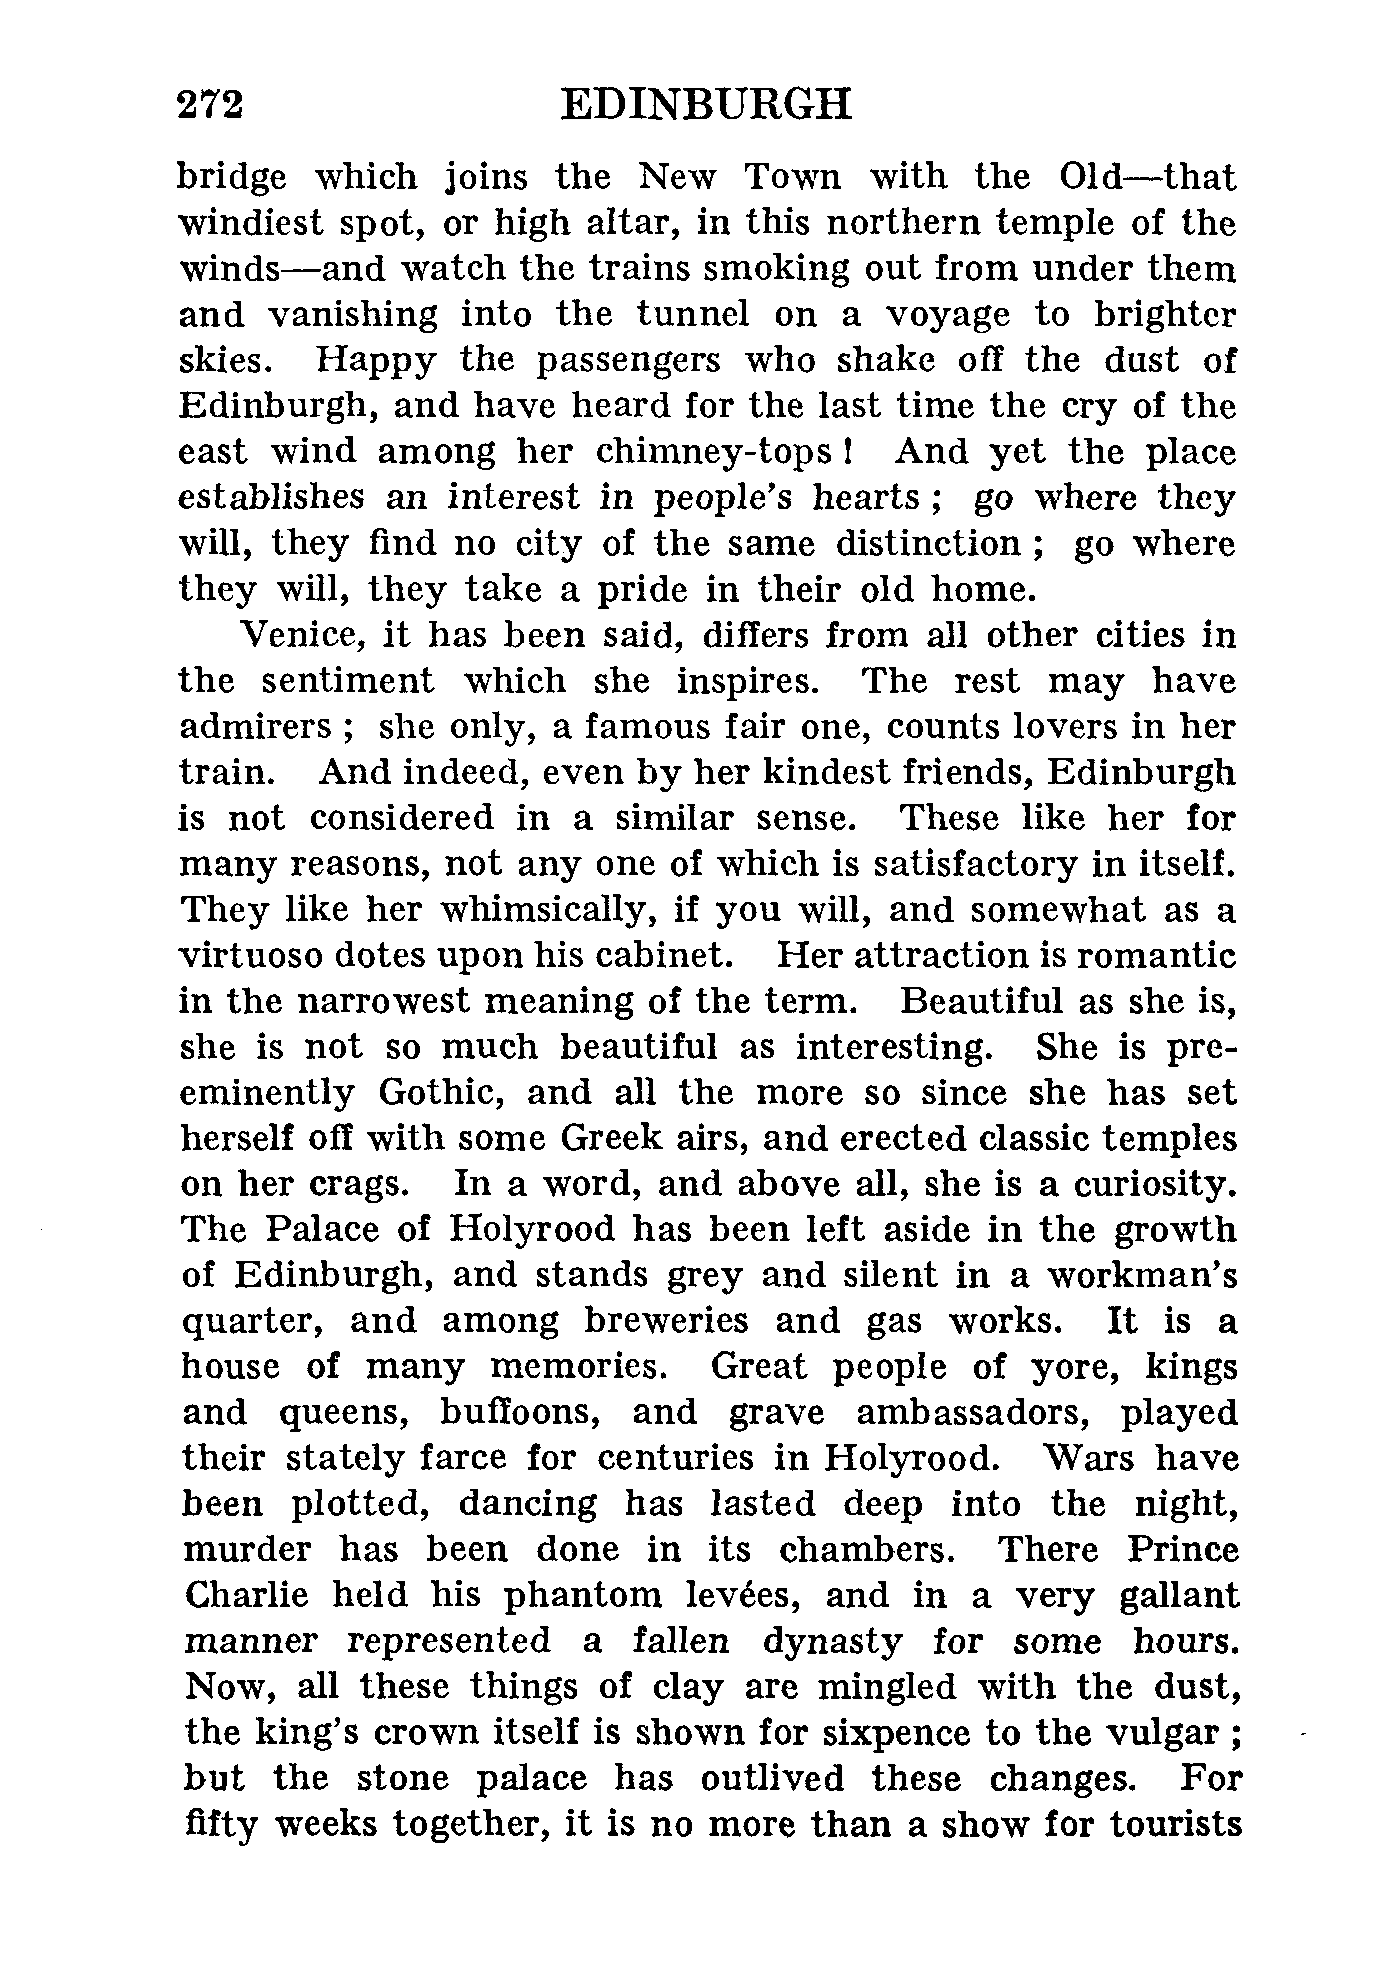 272 EDINBURGH
bridge which joins the New Town with the Old—that
windiest spot, or high altar, in this northern temple of the
winds—and watch the trains smoking out from under them
and vanishing into the tunnel on a voyage to brighter
skies. Happy the passengers who shake off the dust of
Edinburgh, and have heard for the last time the cry of the
east wind among her chimney-tops ! And yet the place
establishes an interest in people's hearts ; go where they
will, they find no city of the same distinction ; go where
they will, they take a pride in their old home.
Venice, it has been said, differs from all other cities in
the sentiment which she inspires. The rest may have
admirers ; she only, a famous fair one, counts lovers in her
train. And indeed, even by her kindest friends, Edinburgh
is not considered in a similar sense. These like her for
many reasons, not any one of which is satisfactory in itself.
They like her whimsically, if you will, and somewhat as a
virtuoso dotes upon his cabinet. Her attraction is romantic
in the narrowest meaning of the term. Beautiful as she is,
she is not so much beautiful as interesting. She is pre-
eminently Gothic, and all the more so since she has set
herself off with some Greek airs, and erected classic temples
on her crags. In a word, and above all, she is a curiosity.
The Palace of Holyrood has been left aside in the growth
of Edinburgh, and stands grey and silent in a workman's
quarter, and among breweries and gas works. It is a
house of many memories. Great people of yore, kings
and queens, buffoons, and grave ambassadors, played
their stately farce for centuries in Holyrood. Wars have
been plotted, dancing has lasted deep into the night,
murder has been done in its chambers. There Prince
Charlie held his phantom levées, and in a very gallant
manner represented a fallen dynasty for some hours.
Now, all these things of clay are mingled with the dust,
the king's crown itself is shown for sixpence to the vulgar ;
but the stone palace has outlived these changes. For
fifty weeks together, it is no more than a show for tourists